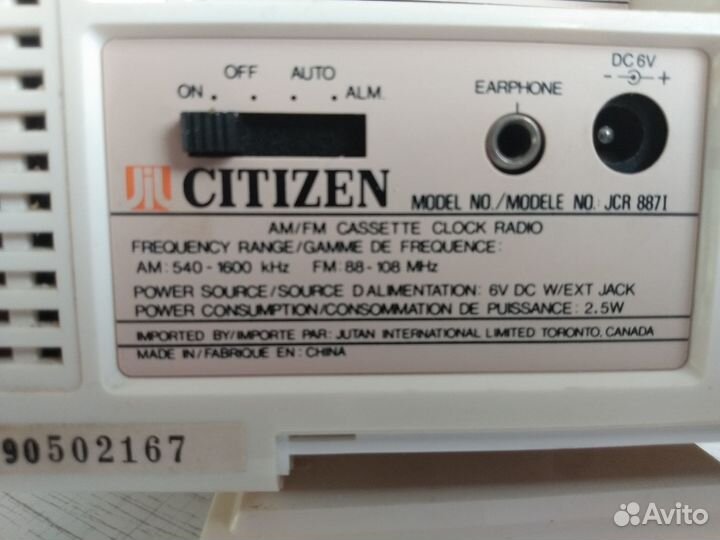 OFF AUTO
ON . . . . ALM.
EARPHONE
DC 6V
- +
JIL CITIZEN MODEL NO./MODELE NO.: JCR 8871
AM/FM CASSETTE CLOCK RADIO
FREQUENCY RANGE/GAMME DE FREQUENCE:
AM: 540 - 1600 kHz FM: 88 - 108 MHz
POWER SOURCE/SOURCE D'ALIMENTATION: 6V DC W/EXT JACK
POWER CONSUMPTION/CONSOMMATION DE PUISSANCE: 2.5W
IMPORTED BY/IMPORTE PAR: JUTAN INTERNATIONAL LIMITED TORONTO, CANADA
MADE IN/FABRIQUE EN: CHINA
90502167
Avito